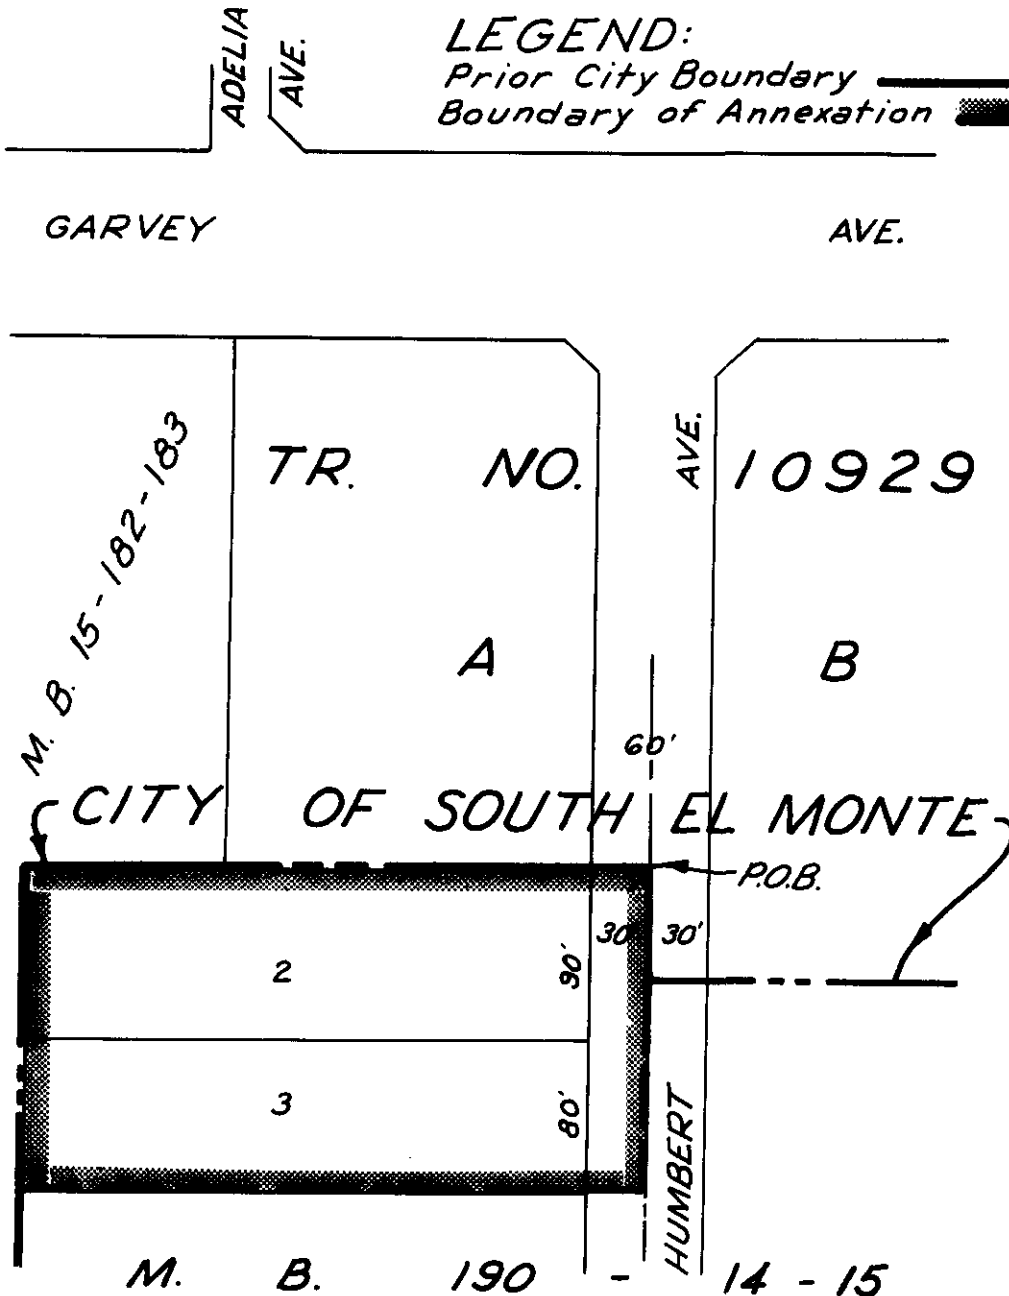 ADELIA
AVE.
LEGEND:
Prior City Boundary
Boundary of Annexation
GARVEY AVE.
M. B. 15-182-183
TR. NO. 10929
AVE.
A
B
60'
CITY OF SOUTH EL MONTE
P.O.B.
30' 30'
2
90'
3
80'
HUMBERT
M. B. 190 - 14 - 15